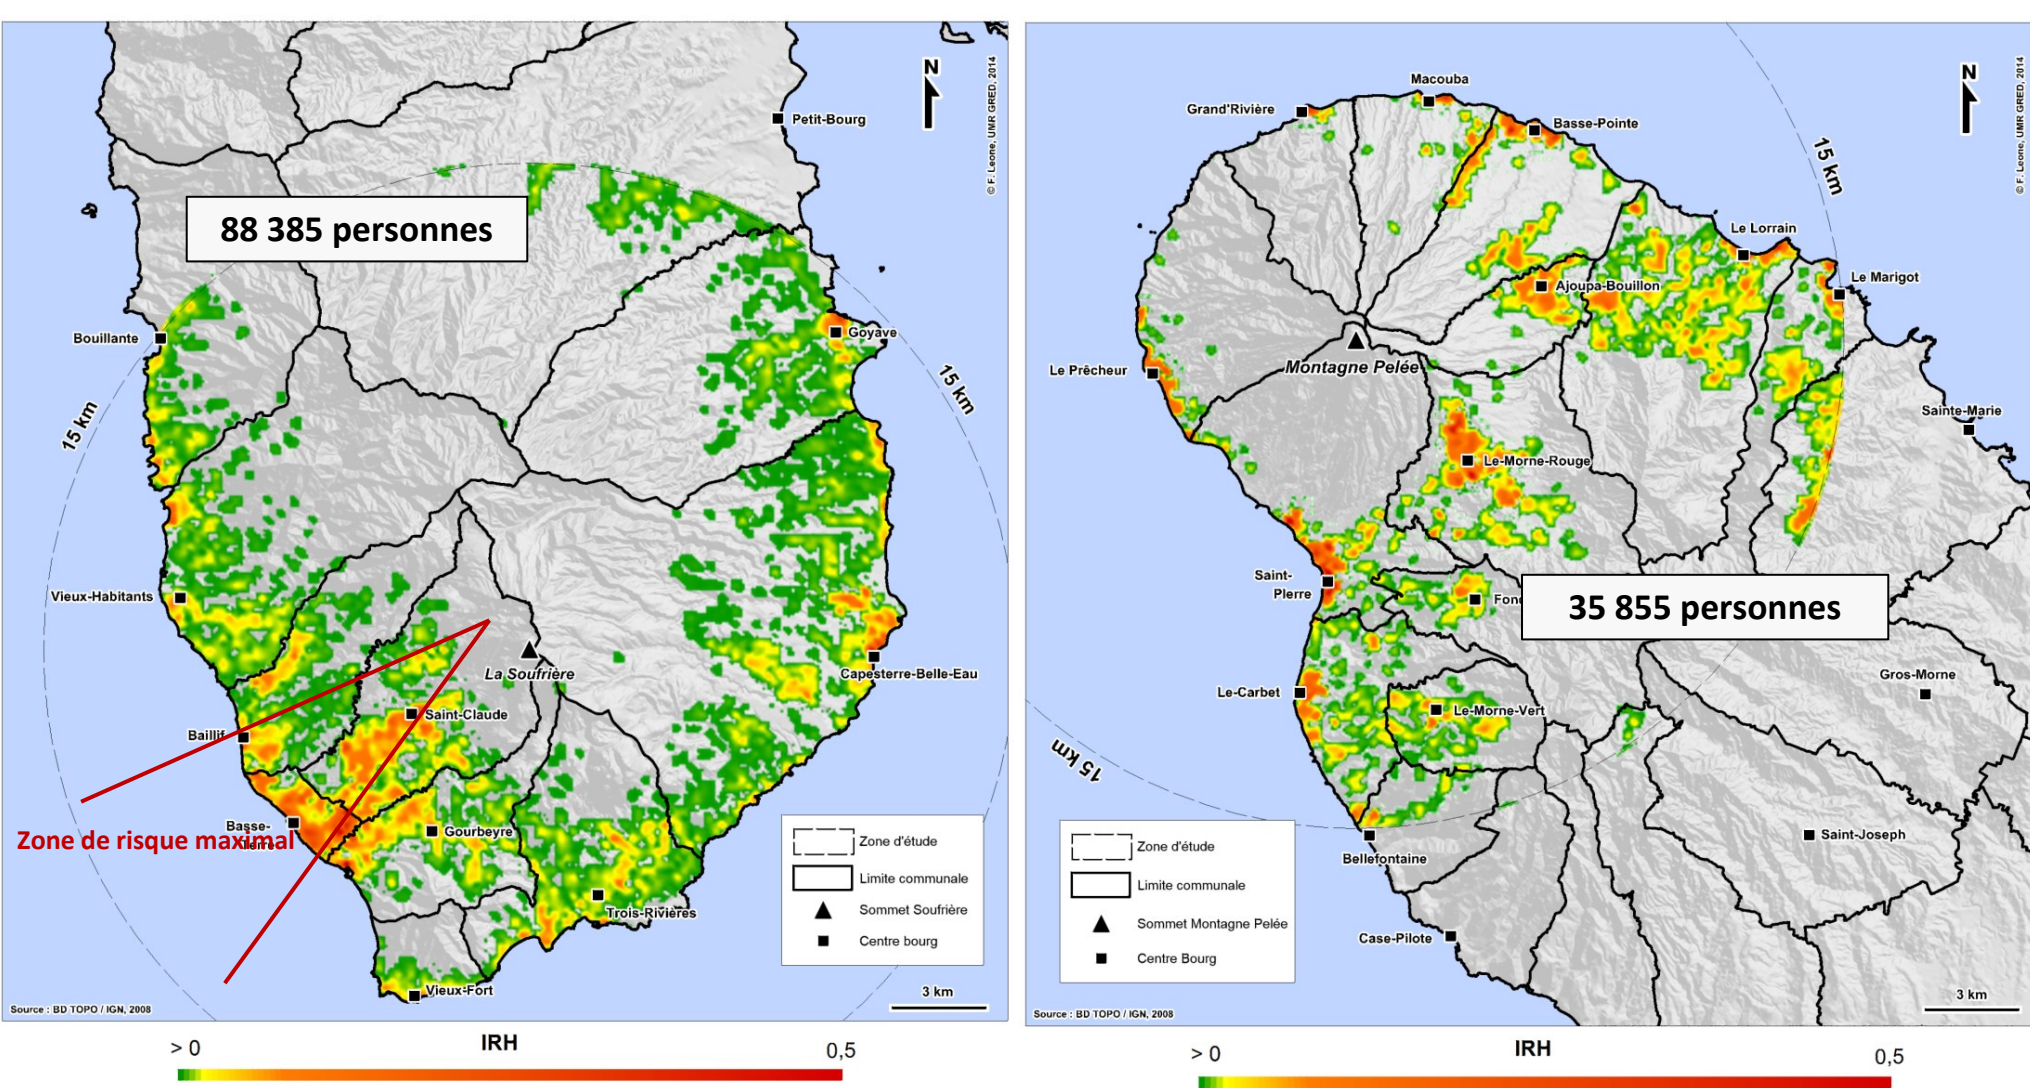 N
© F. Leone, UMR GRED, 2014
Petit-Bourg
88 385 personnes
Bouillante
Goyave
15 km
15 km
Vieux-Habitants
La Soufrière
Capesterre-Belle-Eau
Saint-Claude
Baillif
Zone de risque maximal
Basse-
Terre
Gourbeyre
Trois-Rivières
Vieux-Fort
Zone d'étude
Limite communale
Sommet Soufrière
Centre bourg
3 km
Source : BD TOPO / IGN, 2008
> 0
IRH
0,5
N
© F. Leone, UMR GRED, 2014
Macouba
Grand'Rivière
Basse-Pointe
15 km
Le Lorrain
Le Marigot
Ajoupa-Bouillon
Montagne Pelée
Le Prêcheur
Sainte-Marie
Le-Morne-Rouge
Saint-
Pierre
Fon
35 855 personnes
Le-Carbet
Le-Morne-Vert
Gros-Morne
15 km
Saint-Joseph
Bellefontaine
Case-Pilote
Zone d'étude
Limite communale
Sommet Montagne Pelée
Centre Bourg
3 km
Source : BD TOPO / IGN, 2008
> 0
IRH
0,5